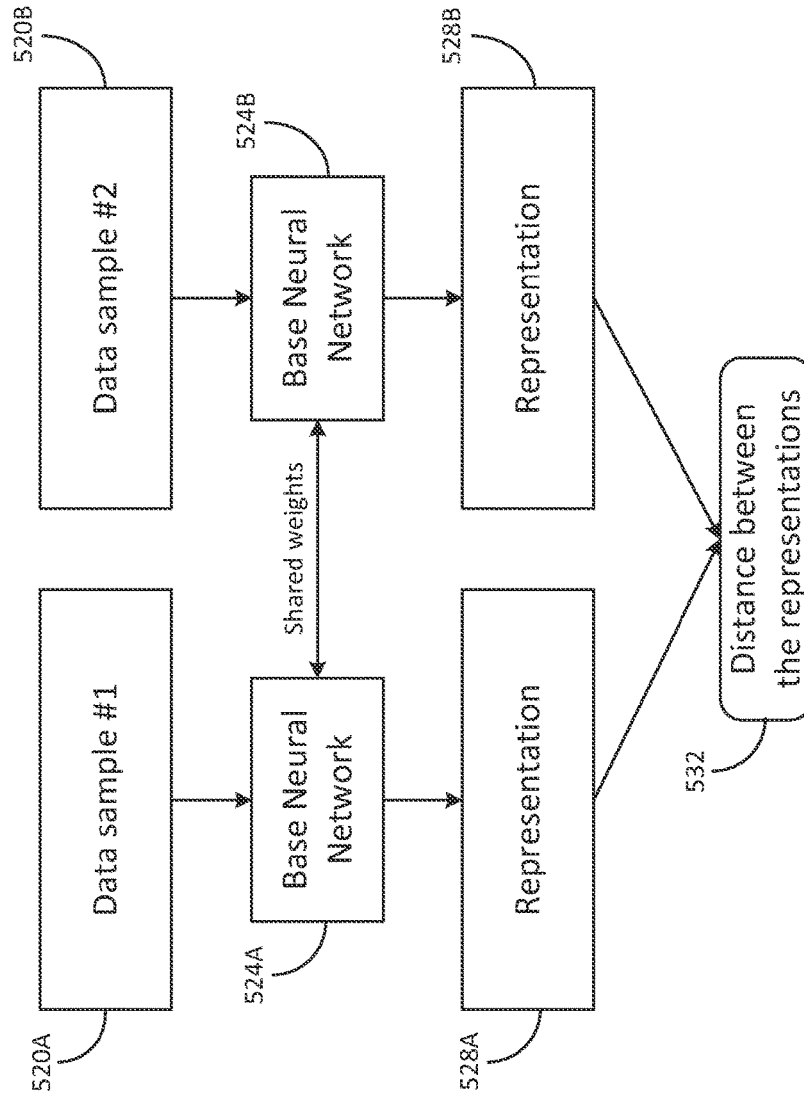 520A
Data sample #1
Data sample #2
520B
524A
Base Neural
Network
Shared weights
Base Neural
Network
524B
528A
Representation
Representation
528B
532
Distance between
the representations